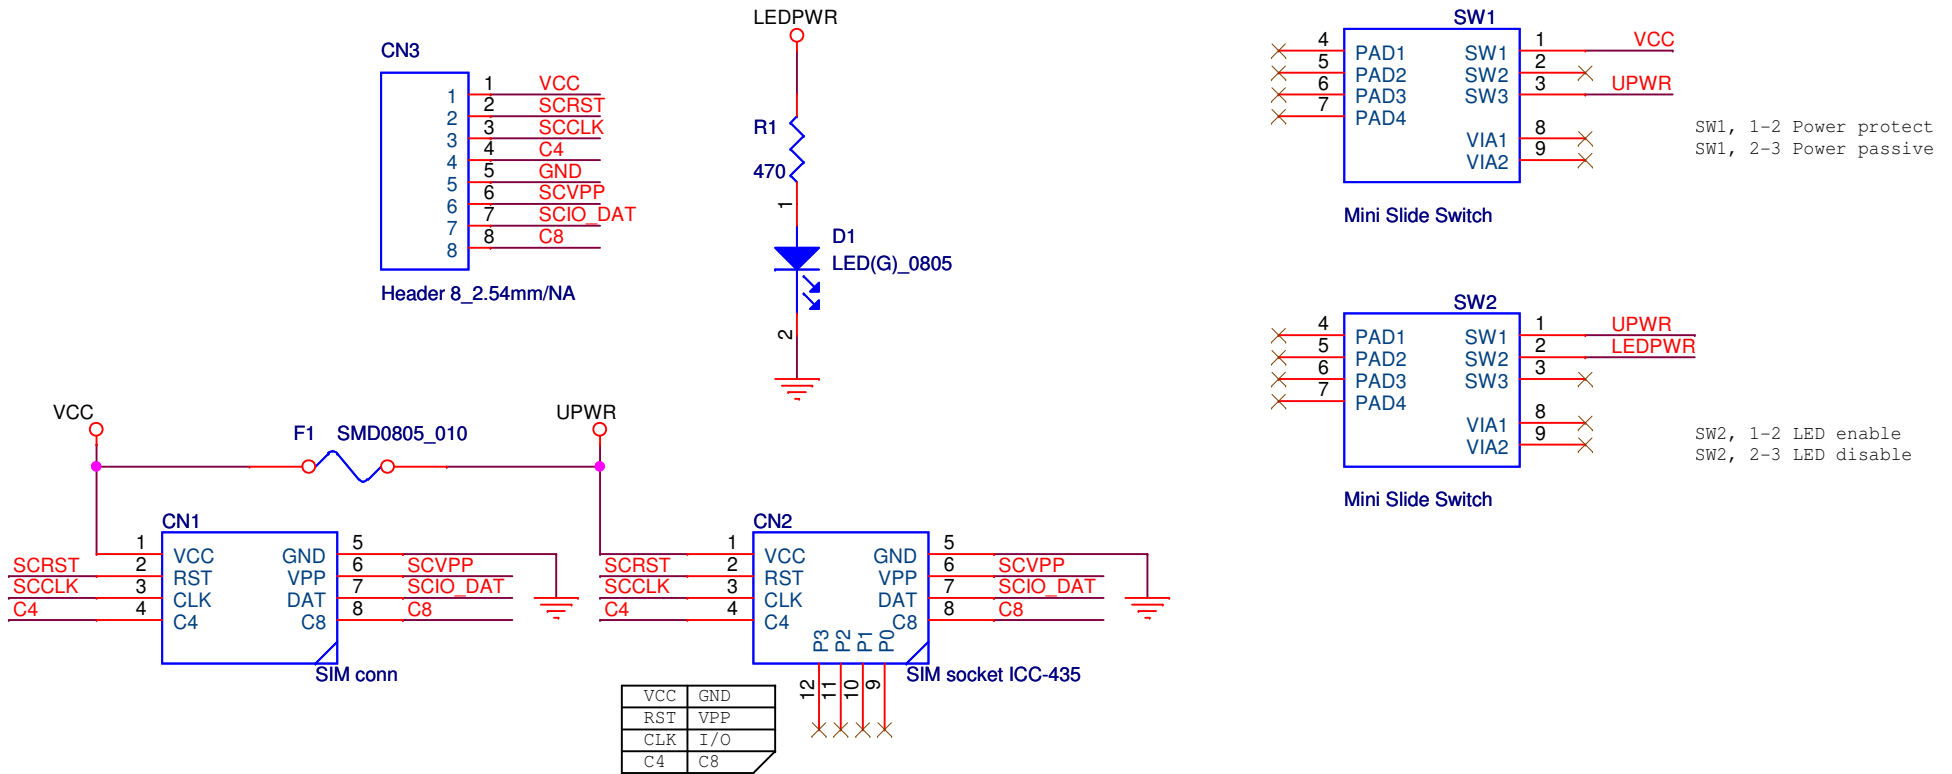 LEDPWR
CN3
1 1 VCC
2 2 SCRST
3 3 SCCLK
4 4 C4
5 5 GND
6 6 SCVPP
7 7 SCIO_DAT
8 8 C8
Header 8_2.54mm/NA
R1
470
1
D1
LED(G)_0805
2
SW1
4 PAD1 SW1 1 VCC
5 PAD2 SW2 2
6 PAD3 SW3 3 UPWR
7 PAD4
VIA1 8
VIA2 9
SW1, 1-2 Power protect
SW1, 2-3 Power passive
Mini Slide Switch
SW2
4 PAD1 SW1 1 UPWR
5 PAD2 SW2 2 LEDPWR
6 PAD3 SW3 3
7 PAD4
VIA1 8
VIA2 9
SW2, 1-2 LED enable
SW2, 2-3 LED disable
Mini Slide Switch
VCC
F1 SMD0805_010
UPWR
CN1
1 VCC GND 5
SCRST 2 RST VPP 6 SCVPP
SCCLK 3 CLK DAT 7 SCIO_DAT
C4 4 C4 C8 8 C8
SIM conn
CN2
1 VCC GND 5
SCRST 2 RST VPP 6 SCVPP
SCCLK 3 CLK DAT 7 SCIO_DAT
C4 4 C4 C8 8 C8
P3 P2 P1 P0
12 11 10 9
SIM socket ICC-435
VCC GND
RST VPP
CLK I/O
C4 C8